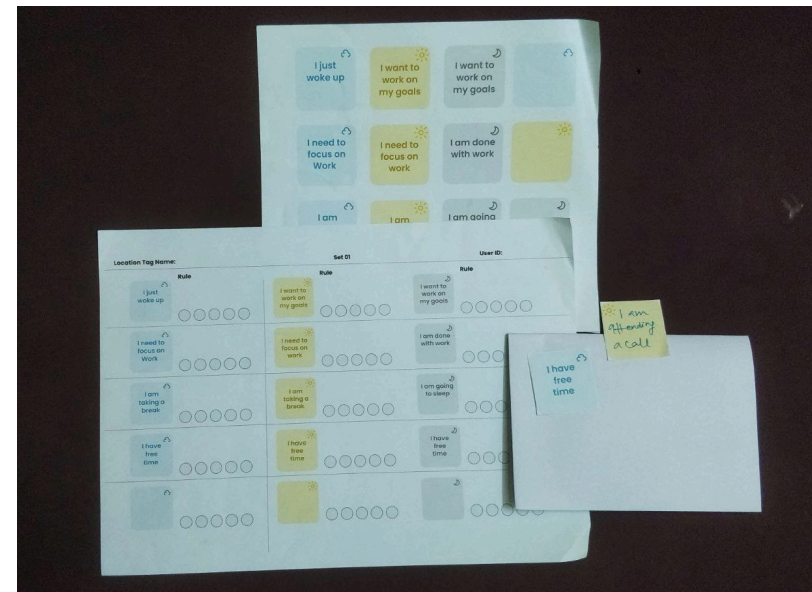 I just
woke up
I want to
work on
my goals
I want to
work on
my goals
I need to
focus on
Work
I need to
focus on
work
I am done
with work
I am
I am
I am going
Location Tag Name:
Set 01
User ID:
Rule
Rule
Rule
I just
woke up
I want to
work on
my goals
I want to
work on
my goals
I need to
focus on
Work
I need to
focus on
work
I am done
with work
I am
taking a
break
I am
taking a
break
I am going
to sleep
I have
free
time
I have
free
time
I have
free
time
I am
attending
a call
I have
free
time